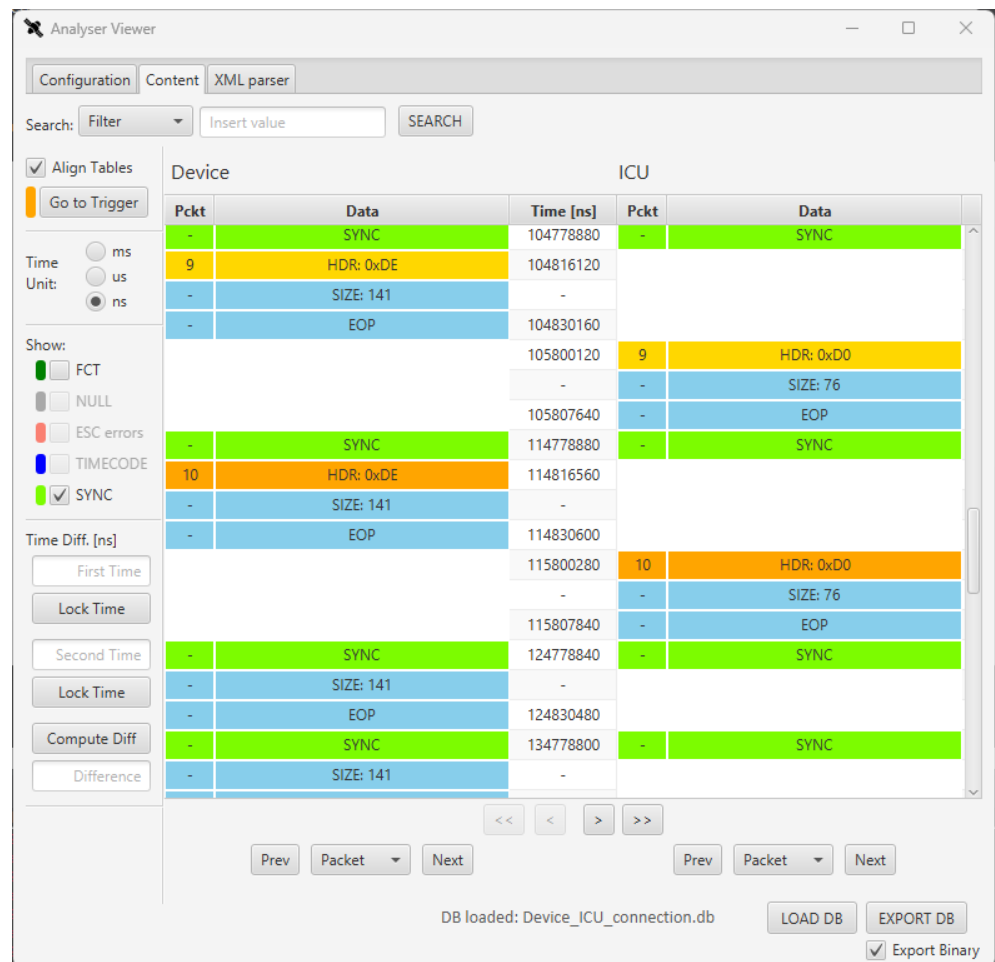 Analyser Viewer
Configuration Content XML parser
Search: Filter Insert value SEARCH
Align Tables
Go to Trigger
Time Unit:
ms
us
ns
Show:
FCT
NULL
ESC errors
TIMECODE
SYNC
Time Diff. [ns]
First Time
Lock Time
Second Time
Lock Time
Compute Diff
Difference
Device ICU
Pckt Data Time [ns] Pckt Data
- SYNC 104778880 - SYNC
9 HDR: 0xDE 104816120
- SIZE: 141 -
- EOP 104830160
105800120 9 HDR: 0xD0
- - SIZE: 76
105807640 - EOP
- SYNC 114778880 - SYNC
10 HDR: 0xDE 114816560
- SIZE: 141 -
- EOP 114830600
115800280 10 HDR: 0xD0
- - SIZE: 76
115807840 - EOP
- SYNC 124778840 - SYNC
- SIZE: 141 -
- EOP 124830480
- SYNC 134778800 - SYNC
- SIZE: 141 -
<< < > >>
Prev Packet Next Prev Packet Next
DB loaded: Device_ICU_connection.db LOAD DB EXPORT DB
Export Binary